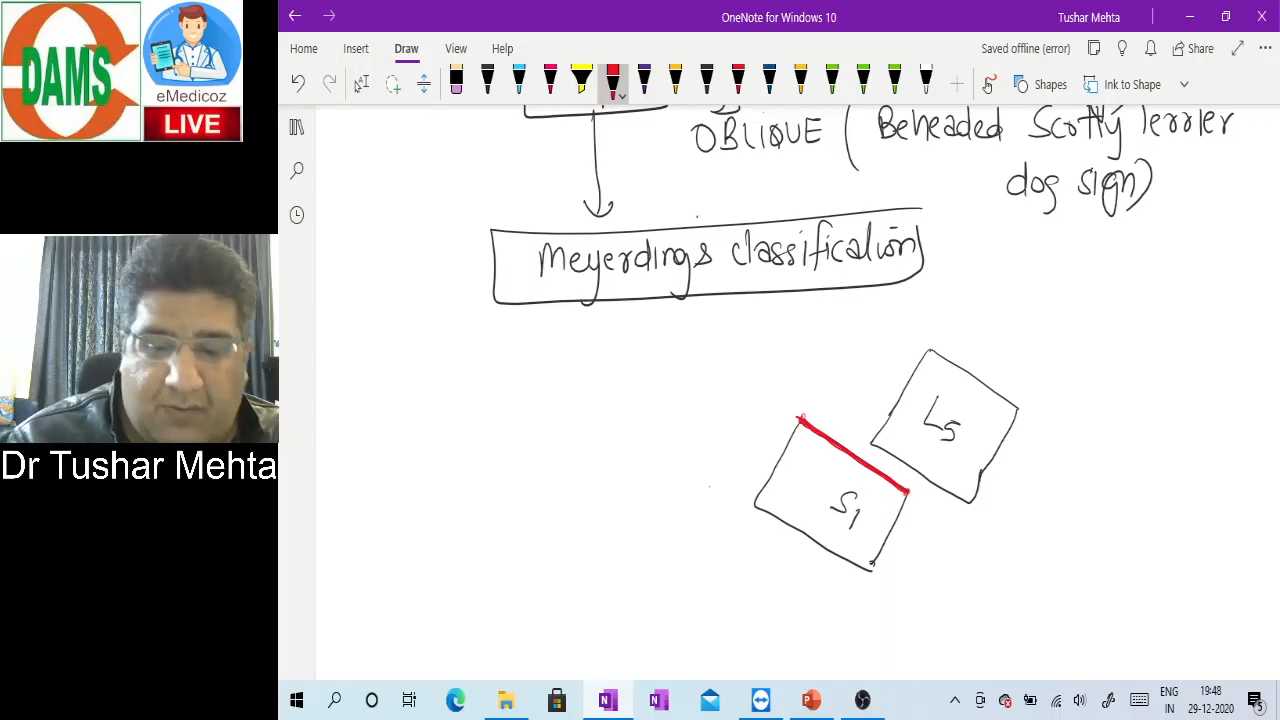 OneNote for Windows 10
Tushar Mehta
Home Insert Draw View Help
Saved offline (error)
Share
Shapes
Ink to Shape
DAMS
eMedicoz
LIVE
OBLIQUE (Beheaded Scotty terrier
dog sign)
Meyerdings classification
L5
S1
Dr Tushar Mehta
ENG
IN
19:48
29-12-2020
5